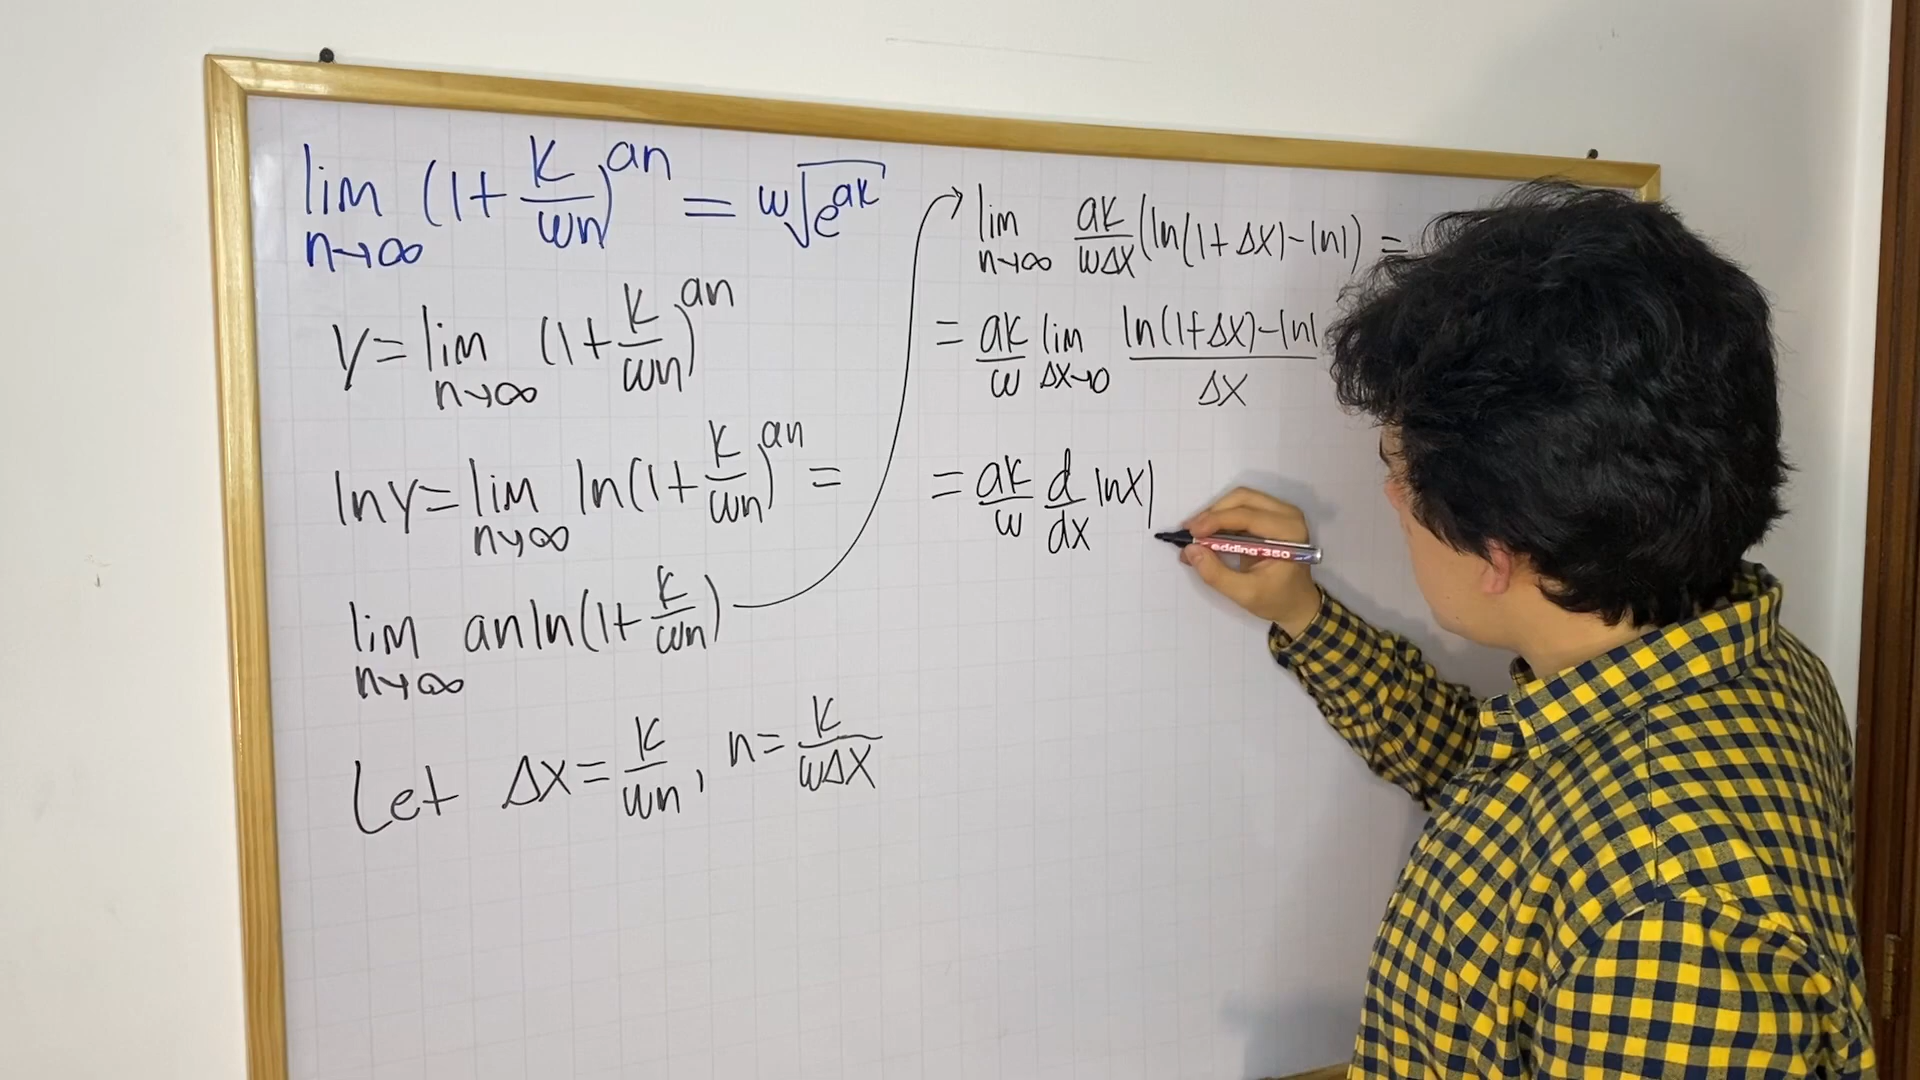 lim (1+ k/wn)^an = w√e^ak
n→∞
y = lim (1+ k/wn)^an
n→∞
ln y = lim ln(1+ k/wn)^an =
n→∞
lim an ln(1+ k/wn)
n→∞
Let Δx = k/wn, n = k/wΔx
lim ak/wΔx (ln(1+Δx)-ln1) =
n→∞
= ak/w lim ln(1+Δx)-ln1 / Δx
Δx→0
= ak/w d/dx lnx|
edding 350